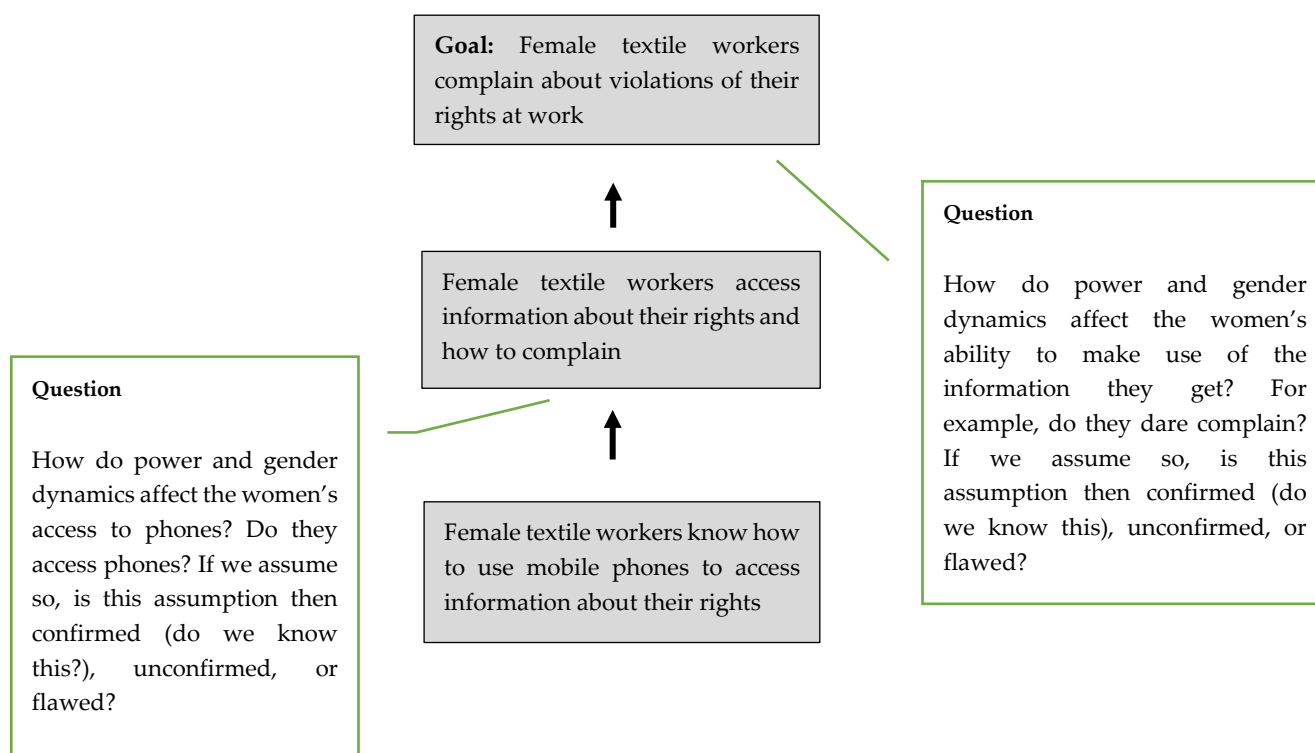 Goal: Female textile workers
complain about violations of their
rights at work
Female textile workers access
information about their rights and
how to complain
Female textile workers know how
to use mobile phones to access
information about their rights
Question
How do power and gender
dynamics affect the women’s
access to phones? Do they
access phones? If we assume
so, is this assumption then
confirmed (do we know
this?), unconfirmed, or
flawed?
Question
How do power and gender
dynamics affect the women’s
ability to make use of the
information they get? For
example, do they dare complain?
If we assume so, is this
assumption then confirmed (do
we know this), unconfirmed, or
flawed?